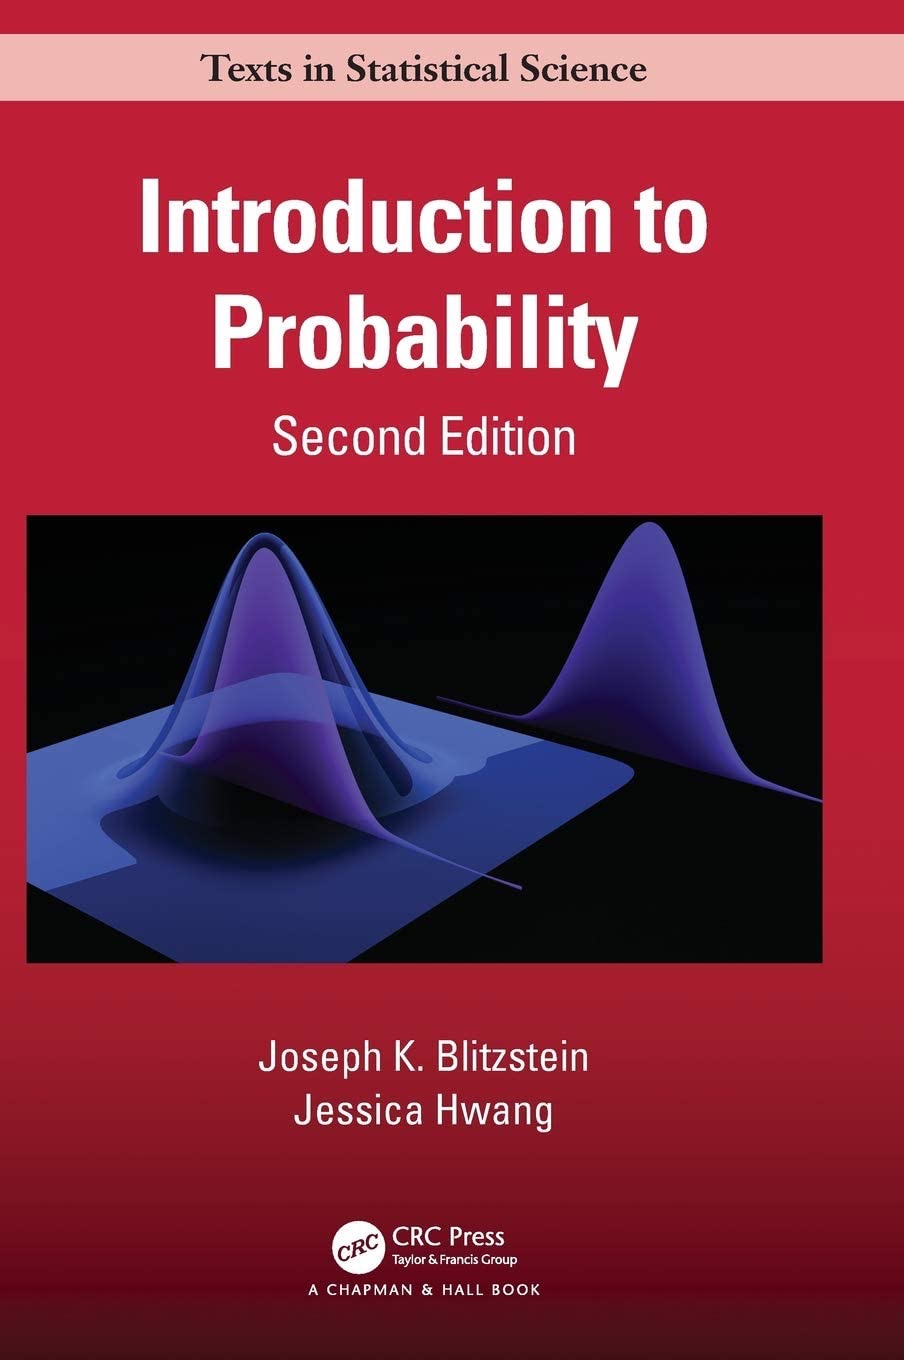 Texts in Statistical Science
Introduction to
Probability
Second Edition
Joseph K. Blitzstein
Jessica Hwang
CRC
CRC Press
Taylor & Francis Group
A CHAPMAN & HALL BOOK